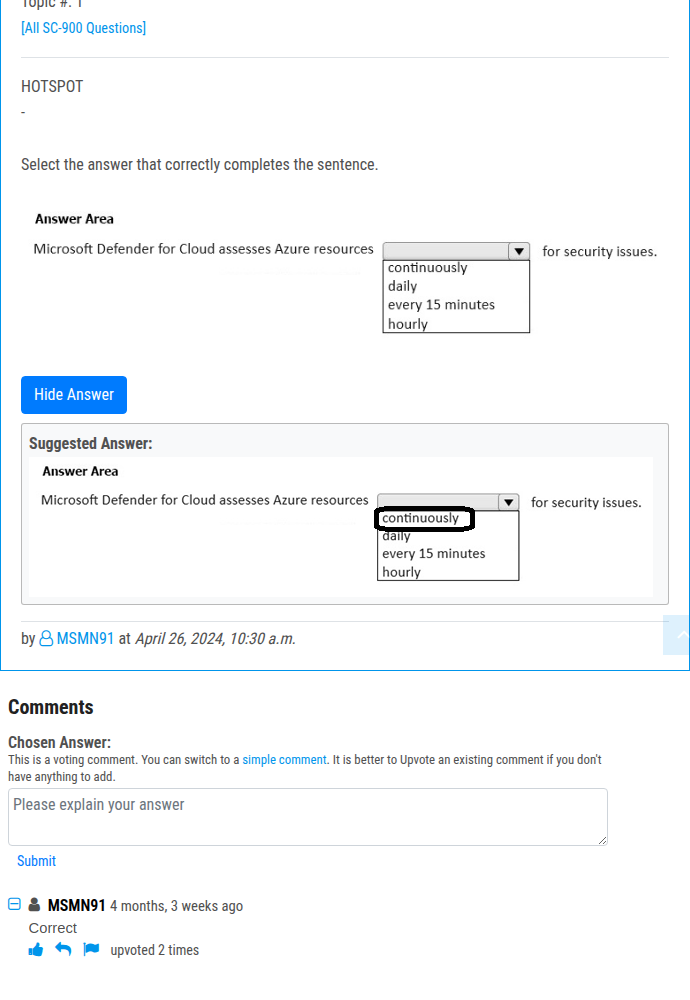 Topic #: 1
[All SC-900 Questions]
HOTSPOT
-
Select the answer that correctly completes the sentence.
Answer Area
Microsoft Defender for Cloud assesses Azure resources for security issues.
continuously
daily
every 15 minutes
hourly
Hide Answer
Suggested Answer:
Answer Area
Microsoft Defender for Cloud assesses Azure resources for security issues.
continuously
daily
every 15 minutes
hourly
by MSMN91 at April 26, 2024, 10:30 a.m.
Comments
Chosen Answer:
This is a voting comment. You can switch to a simple comment. It is better to Upvote an existing comment if you don't
have anything to add.
Please explain your answer
Submit
MSMN91 4 months, 3 weeks ago
Correct
upvoted 2 times